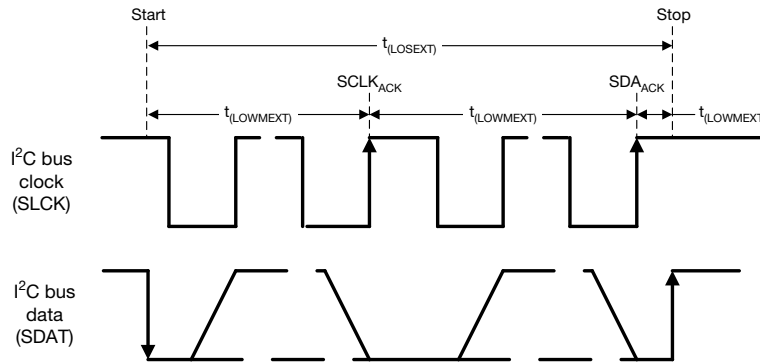 Start
Stop
t(LOSEXT)
SCLKACK
SDAACK
t(LOWMEXT)
t(LOWMEXT)
t(LOWMEXT)
I2C bus
clock
(SLCK)
I2C bus
data
(SDAT)